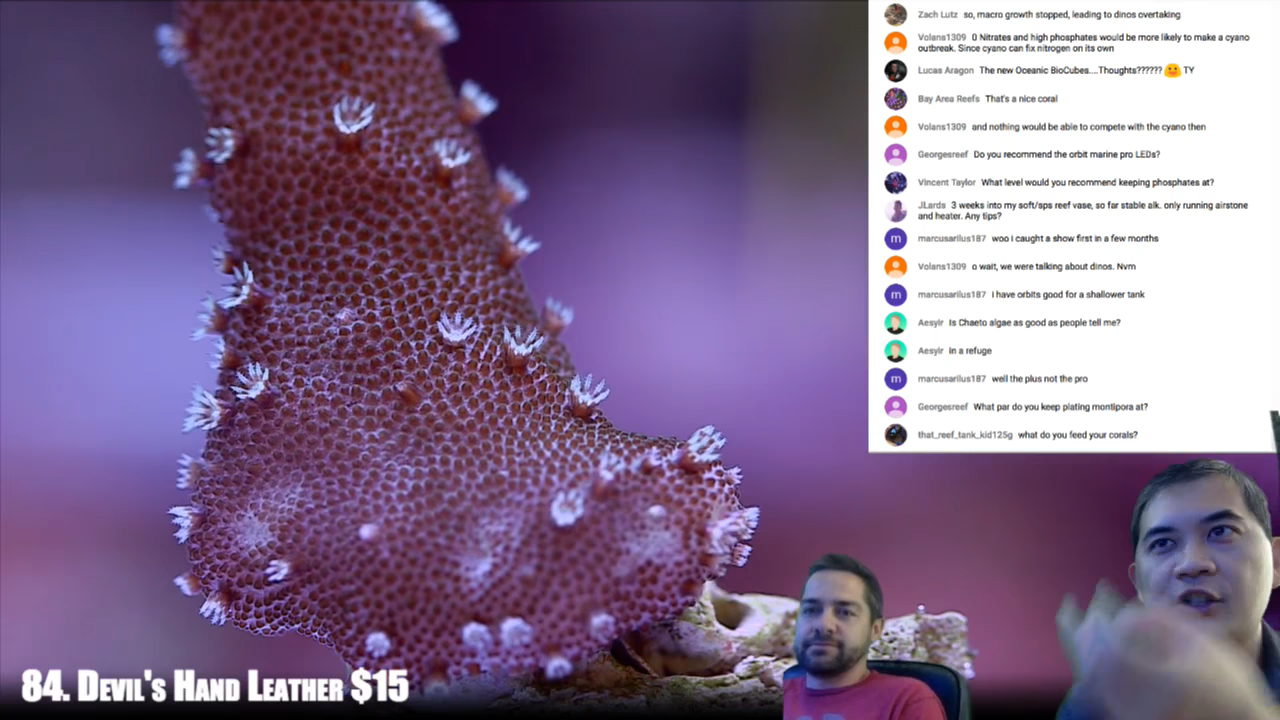 Zach Lutz so, macro growth stopped, leading to dinos overtaking
Volans1309 0 Nitrates and high phosphates would be more likely to make a cyano
outbreak. Since cyano can fix nitrogen on its own
Lucas Aragon The new Oceanic BioCubes....Thoughts?????? TY
Bay Area Reefs That's a nice coral
Volans1309 and nothing would be able to compete with the cyano then
Georgesreef Do you recommend the orbit marine pro LEDs?
Vincent Taylor What level would you recommend keeping phosphates at?
JLards 3 weeks into my soft/sps reef vase, so far stable alk. only running airstone
and heater. Any tips?
m marcusarilus187 woo i caught a show first in a few months
Volans1309 o wait, we were talking about dinos. Nvm
m marcusarilus187 I have orbits good for a shallower tank
Aesylr Is Chaeto algae as good as people tell me?
Aesylr in a refuge
m marcusarilus187 well the plus not the pro
Georgesreef What par do you keep plating montipora at?
that_reef_tank_kid125g what do you feed your corals?
84. Devil's Hand Leather $15